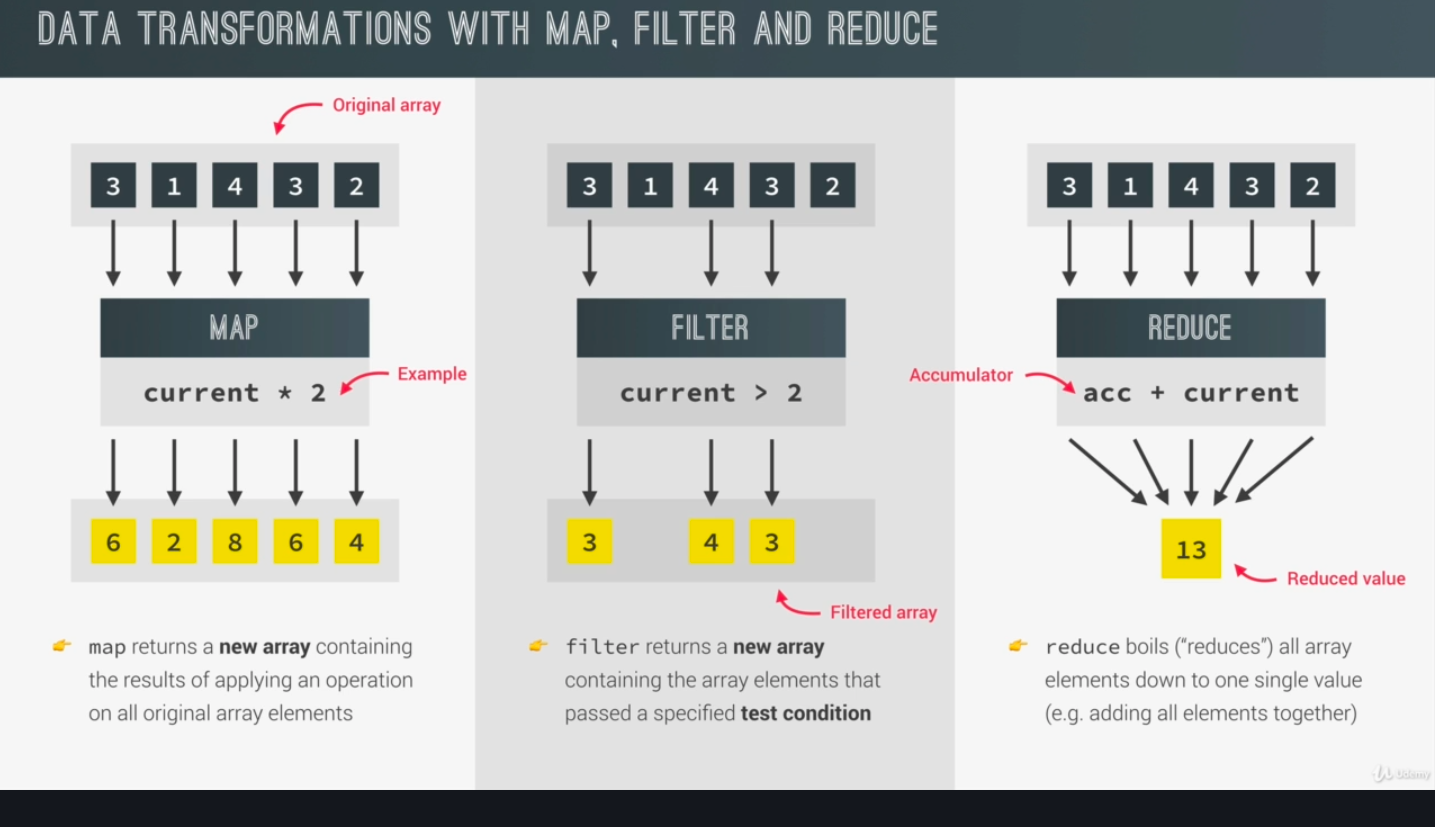 DATA TRANSFORMATIONS WITH MAP, FILTER AND REDUCE
Original array
3 1 4 3 2
MAP
current * 2
Example
6 2 8 6 4
map returns a new array containing
the results of applying an operation
on all original array elements
3 1 4 3 2
FILTER
current > 2
3 4 3
Filtered array
filter returns a new array
containing the array elements that
passed a specified test condition
3 1 4 3 2
REDUCE
Accumulator
acc + current
13
Reduced value
reduce boils (“reduces”) all array
elements down to one single value
(e.g. adding all elements together)
Udemy